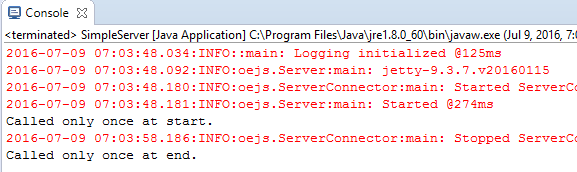 Console
<terminated> SimpleServer [Java Application] C:\Program Files\Java\jre1.8.0_60\bin\javaw.exe (Jul 9, 2016, 7:0
2016-07-09 07:03:48.034:INFO::main: Logging initialized @125ms
2016-07-09 07:03:48.092:INFO:oejs.Server:main: jetty-9.3.7.v20160115
2016-07-09 07:03:48.180:INFO:oejs.ServerConnector:main: Started ServerCo
2016-07-09 07:03:48.181:INFO:oejs.Server:main: Started @274ms
Called only once at start.
2016-07-09 07:03:58.186:INFO:oejs.ServerConnector:main: Stopped ServerCo
Called only once at end.